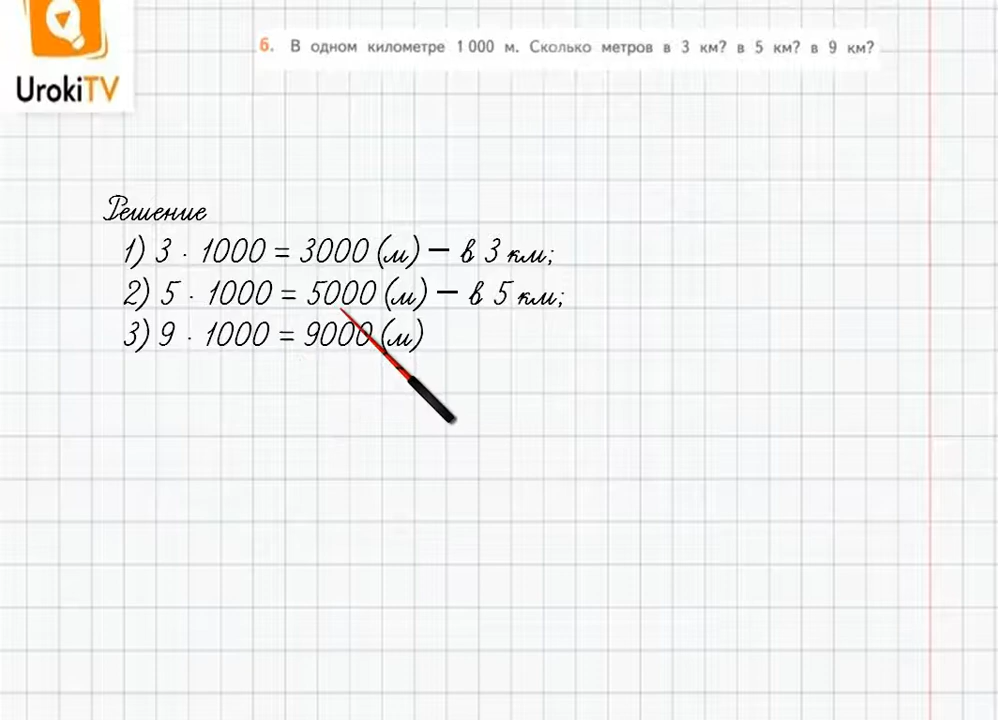 UrokiTV
6. В одном километре 1 000 м. Сколько метров в 3 км? в 5 км? в 9 км?
Решение
1) 3 · 1000 = 3000 (м) – в 3 км;
2) 5 · 1000 = 5000 (м) – в 5 км;
3) 9 · 1000 = 9000 (м)